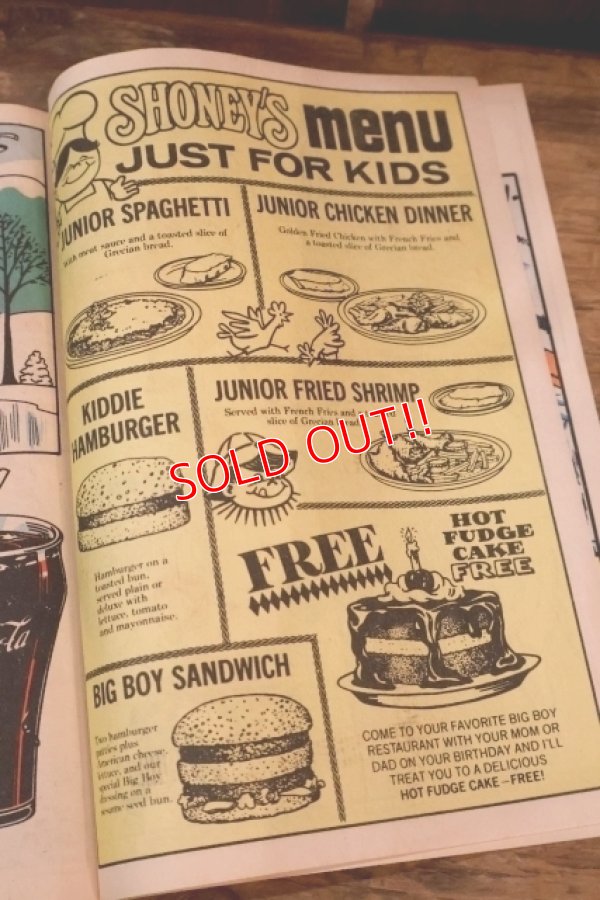 SHONEY'S menu
JUST FOR KIDS
JUNIOR SPAGHETTI
with meat sauce and a toasted slice of
Grecian bread.
JUNIOR CHICKEN DINNER
Golden Fried Chicken with French Fries and
a toasted slice of Grecian bread.
KIDDIE
HAMBURGER
Hamburger on a
toasted bun,
served plain or
deluxe with
lettuce, tomato
and mayonnaise.
JUNIOR FRIED SHRIMP
Served with French Fries and
slice of Grecian
SOLD OUT!!
FREE
HOT
FUDGE
CAKE
FREE
BIG BOY SANDWICH
Two hamburger
patties plus
American cheese,
lettuce, and our
special Big Boy
dressing on a
sesame seed bun.
COME TO YOUR FAVORITE BIG BOY
RESTAURANT WITH YOUR MOM OR
DAD ON YOUR BIRTHDAY AND I'LL
TREAT YOU TO A DELICIOUS
HOT FUDGE CAKE—FREE!